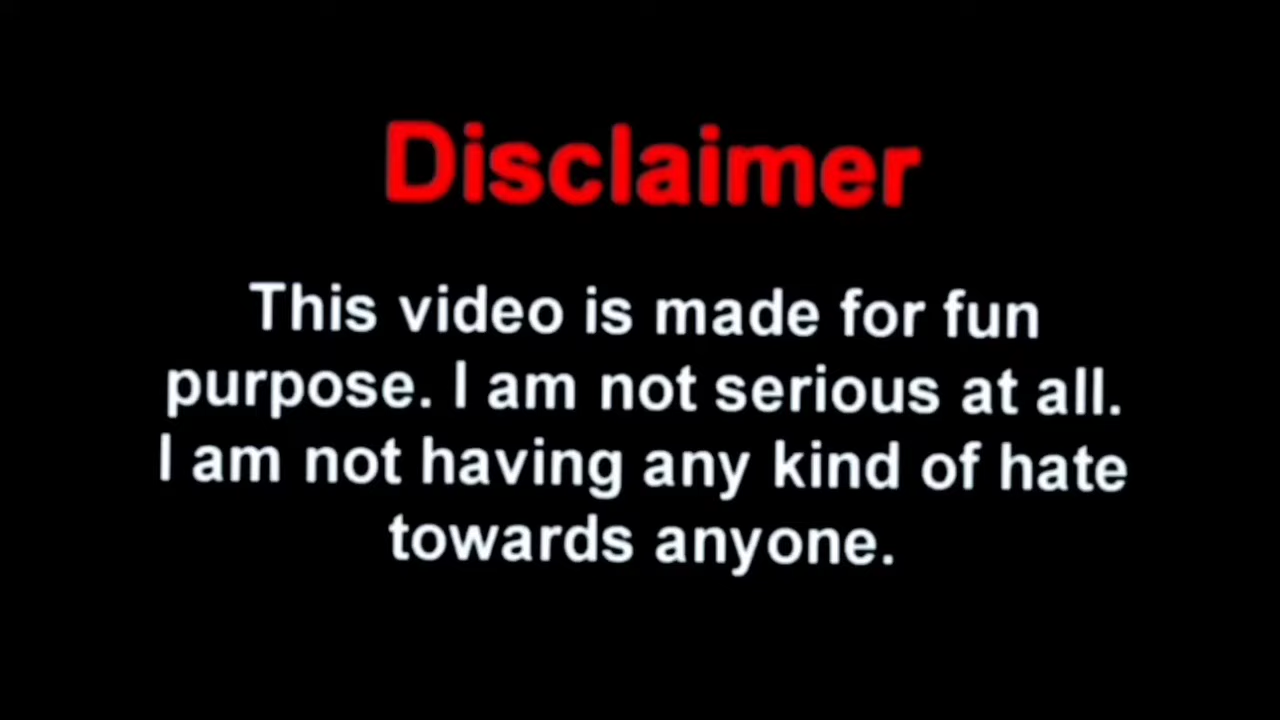 Disclaimer
This video is made for fun
purpose. I am not serious at all.
I am not having any kind of hate
towards anyone.